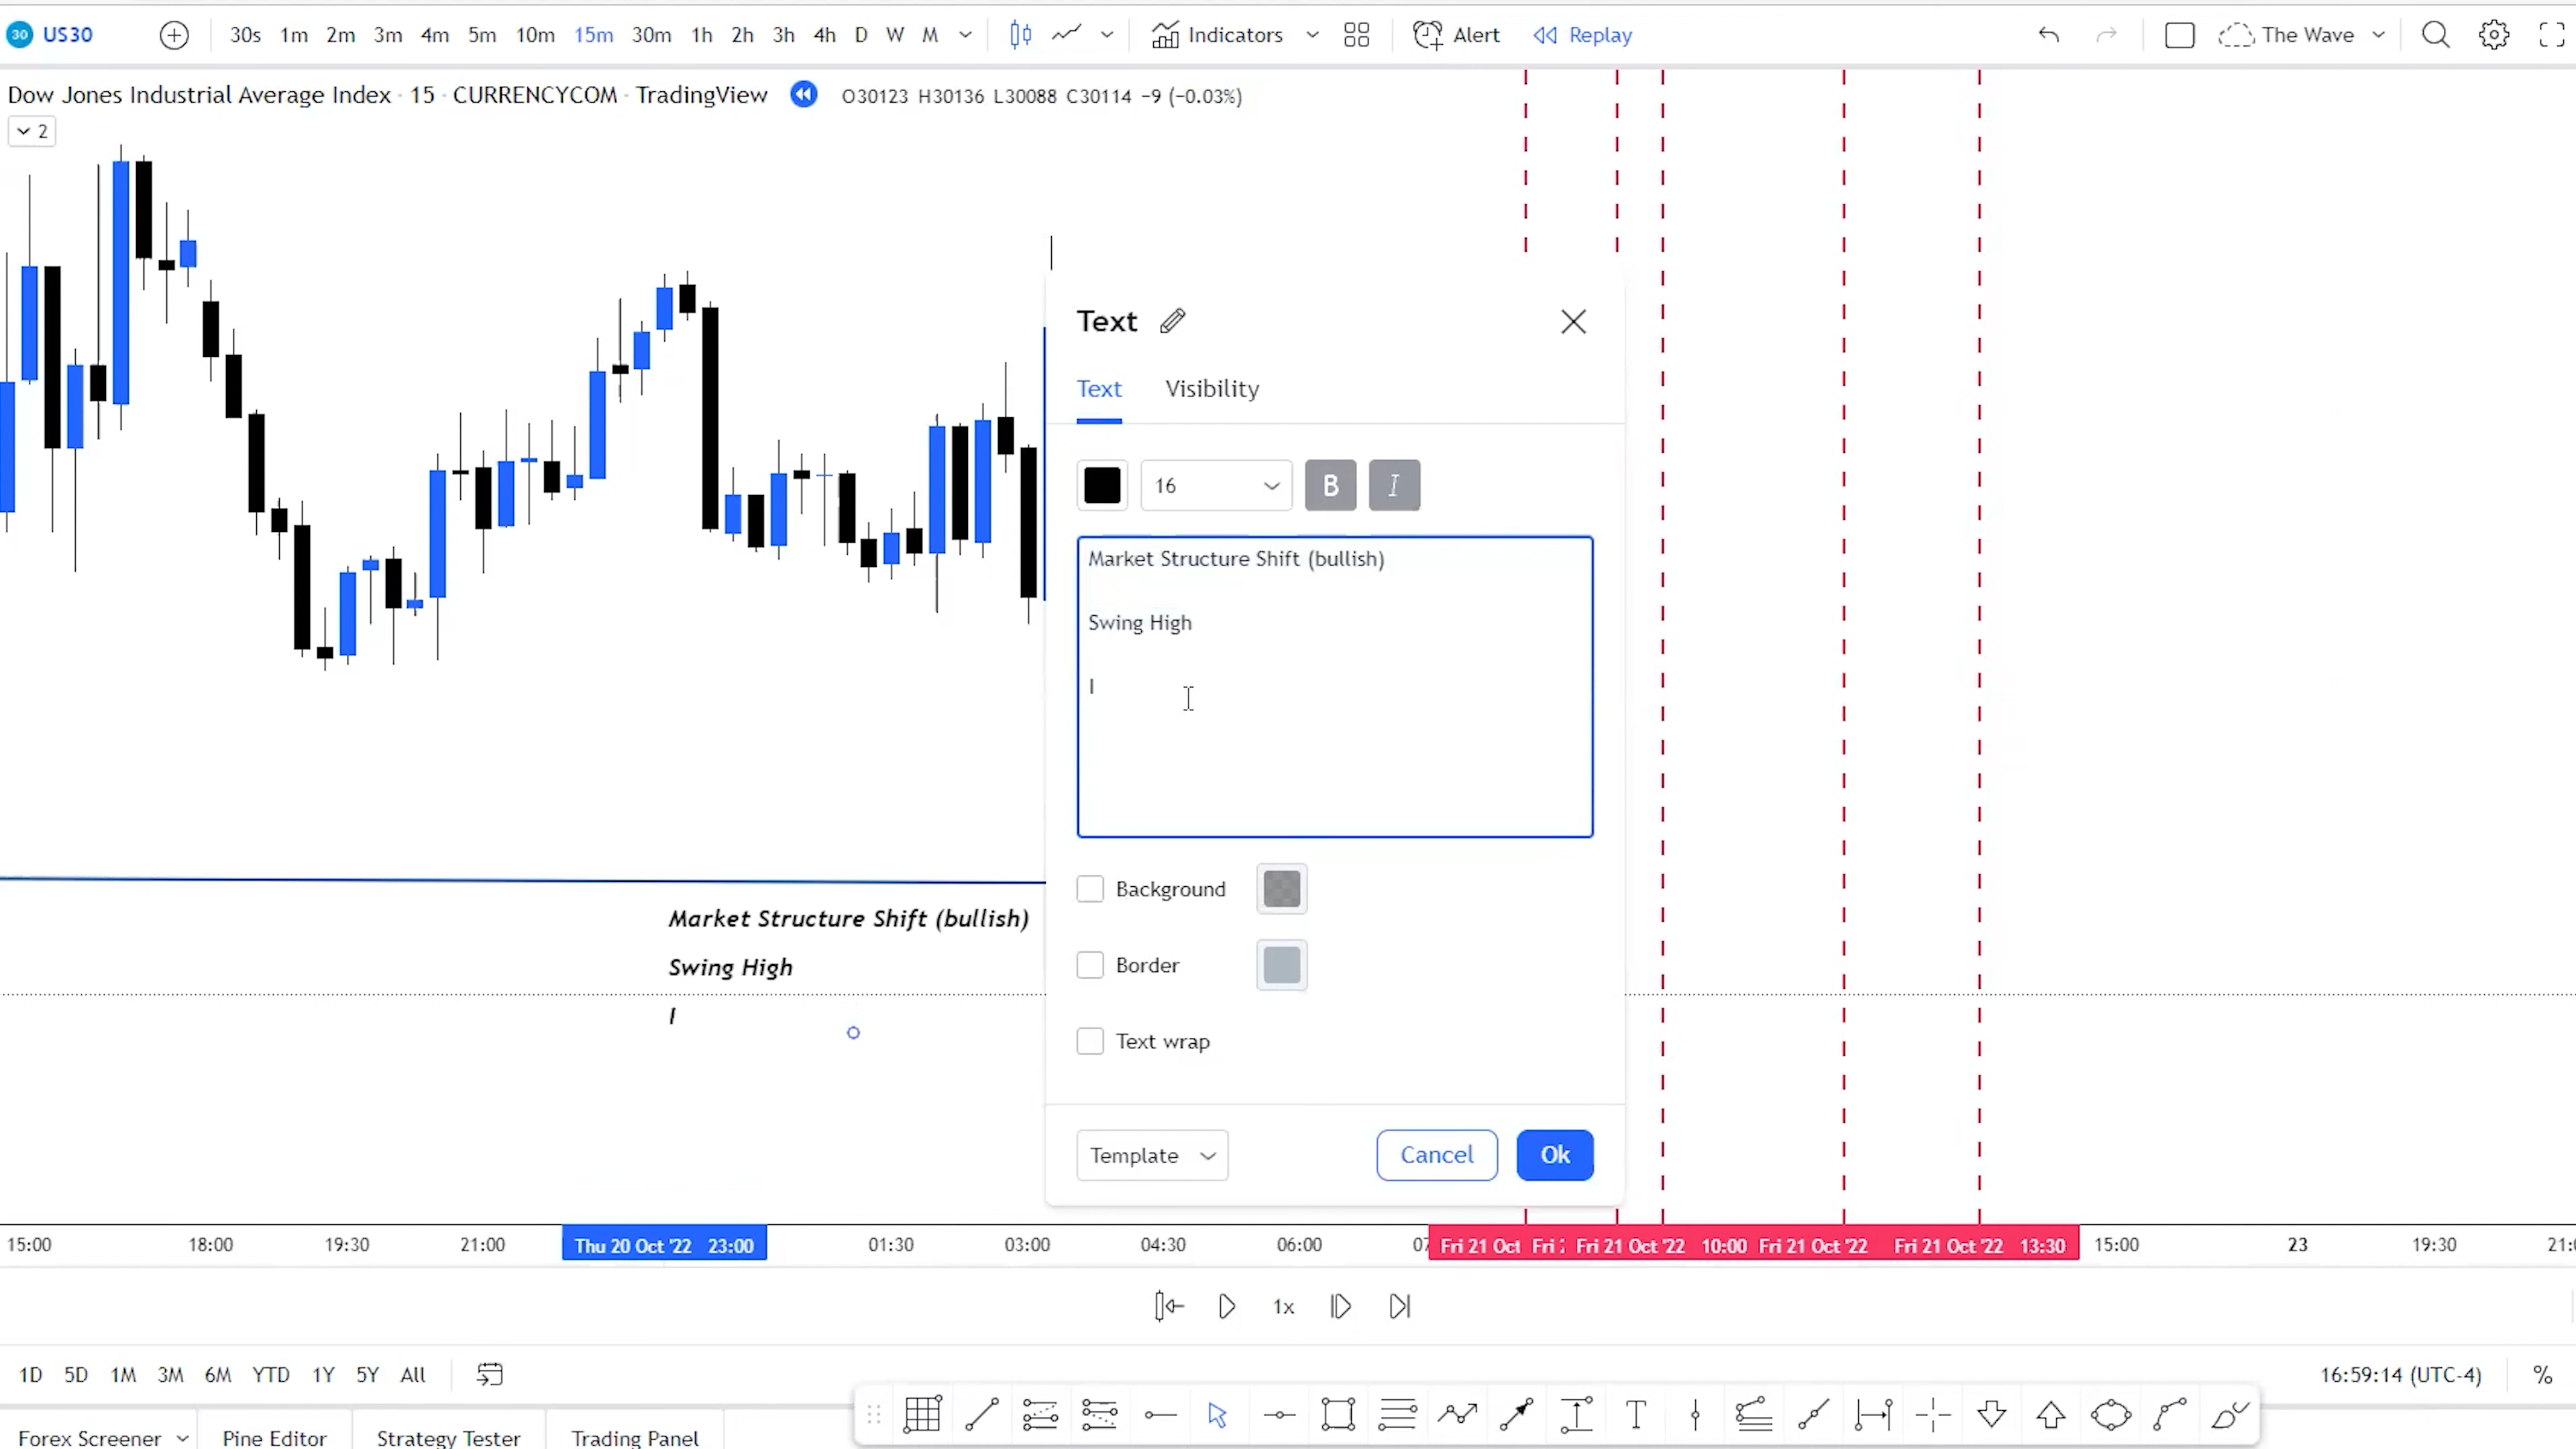 30 US30 30s 1m 2m 3m 4m 5m 10m 15m 30m 1h 2h 3h 4h D W M Indicators Alert Replay The Wave
Dow Jones Industrial Average Index · 15 · CURRENCYCOM · TradingView O30123 H30136 L30088 C30114 −9 (−0.03%)
2
Text
Text Visibility
16 B I
Market Structure Shift (bullish)
Swing High
I
Background
Border
Text wrap
Template Cancel Ok
Market Structure Shift (bullish)
Swing High
I
15:00 18:00 19:30 21:00 Thu 20 Oct '22 23:00 01:30 03:00 04:30 06:00 07 Fri 21 Oct Fri Fri 21 Oct '22 10:00 Fri 21 Oct '22 Fri 21 Oct '22 13:30 15:00 23 19:30 21:0
1x
1D 5D 1M 3M 6M YTD 1Y 5Y All 16:59:14 (UTC-4) %
T
Forex Screener Pine Editor Strategy Tester Trading Panel